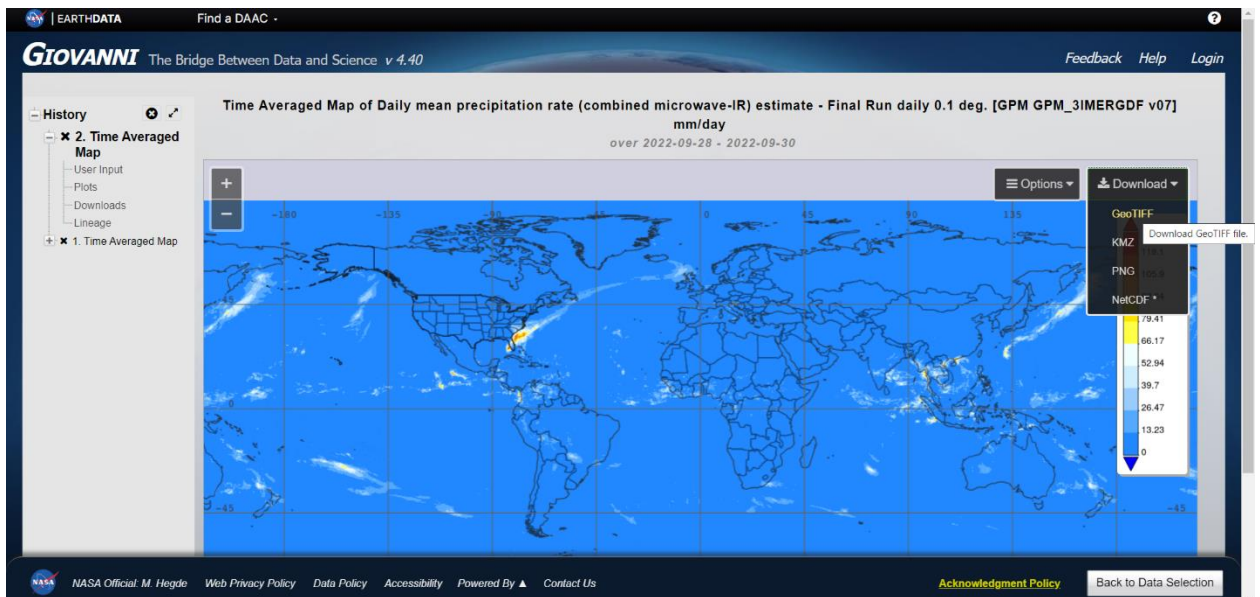 EARTHDATA
Find a DAAC
GIOVANNI The Bridge Between Data and Science v 4.40
Feedback Help Login
History
2. Time Averaged Map
User Input
Plots
Downloads
Lineage
1. Time Averaged Map
Time Averaged Map of Daily mean precipitation rate (combined microwave-IR) estimate - Final Run daily 0.1 deg. [GPM GPM_3IMERGDF v07]
mm/day
over 2022-09-28 - 2022-09-30
+
−
Options
Download
GeoTIFF
Download GeoTIFF file.
KMZ
PNG
NetCDF *
-180 -135 -90 0 45 90 135
45
0
-45 -45
79.41
66.17
52.94
39.7
26.47
13.23
0
NASA Official: M. Hegde Web Privacy Policy Data Policy Accessibility Powered By ▲ Contact Us
Acknowledgment Policy
Back to Data Selection